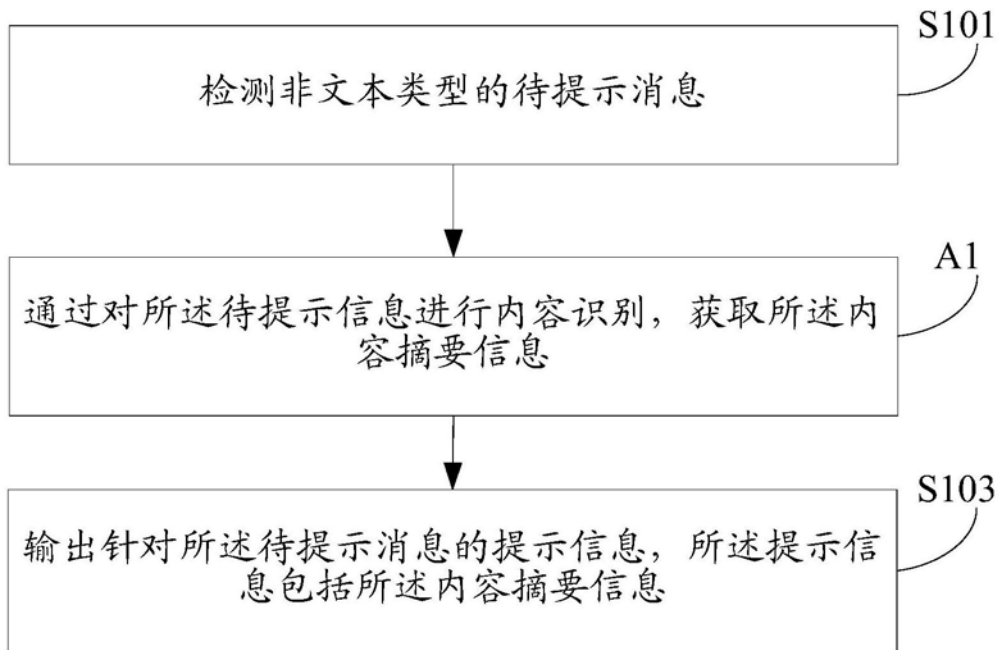 S101
检测非文本类型的待提示消息
A1
通过对所述待提示信息进行内容识别，获取所述内
容摘要信息
S103
输出针对所述待提示消息的提示信息，所述提示信
息包括所述内容摘要信息